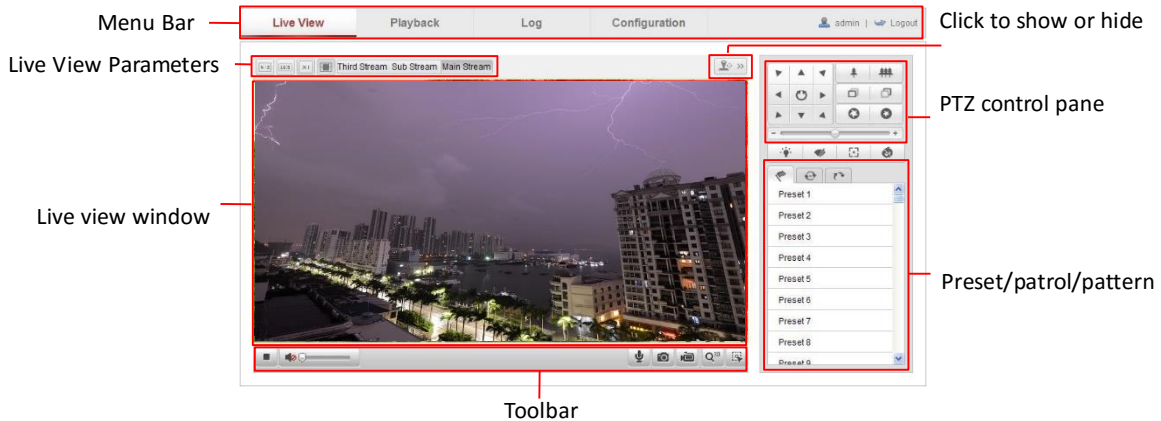 Menu Bar
Live View Playback Log Configuration admin | Logout
Click to show or hide
Live View Parameters
Third Stream Sub Stream Main Stream
PTZ control pane
Live view window
Preset 1
Preset 2
Preset 3
Preset 4
Preset 5
Preset 6
Preset 7
Preset 8
Preset 9
Preset/patrol/pattern
Toolbar